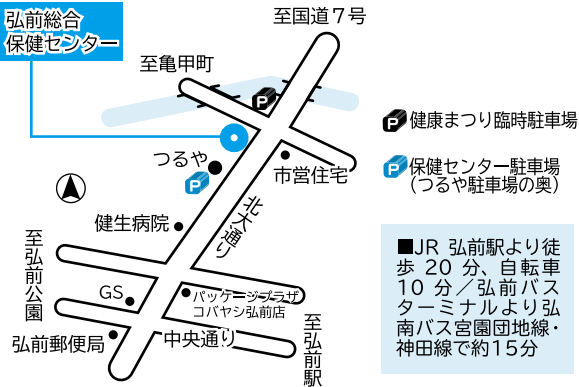 弘前総合
保健センター
至国道7号
至亀甲町
健康まつり臨時駐車場
つるや
市営住宅
保健センター駐車場
(つるや駐車場の奥)
北大通り
健生病院
至弘前公園
■JR 弘前駅より徒
歩 20 分、自転車
10 分／弘前バス
ターミナルより弘
南バス宮園団地線・
神田線で約15分
GS
パッケージプラザ
コバヤシ弘前店
至弘前駅
中央通り
弘前郵便局
P
P
P
P